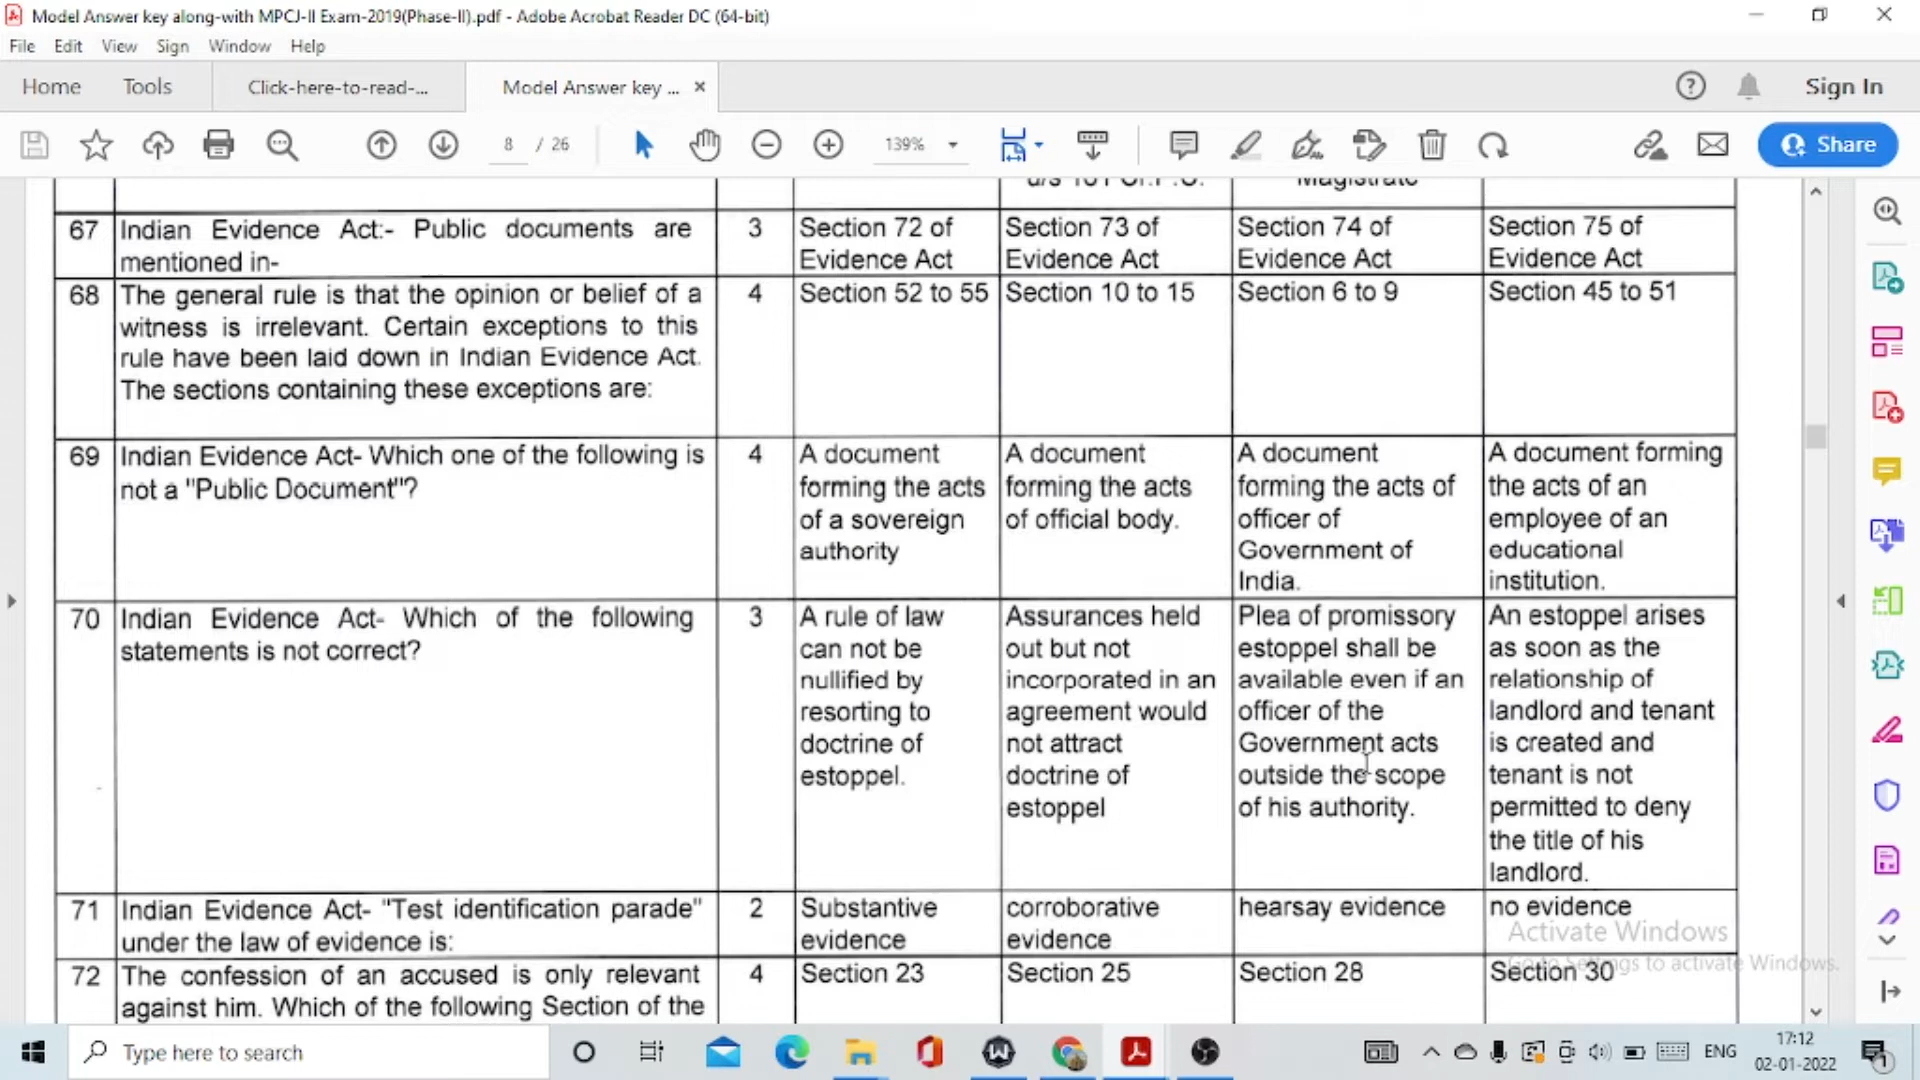 Model Answer key along-with MPCJ-II Exam-2019(Phase-II).pdf - Adobe Acrobat Reader DC (64-bit)
File Edit View Sign Window Help
Home Tools Click-here-to-read-... Model Answer key ... × Sign In
8 / 26 139% Share
u/s 161 Cr.P.C. Magistrate
67 Indian Evidence Act:- Public documents are mentioned in- 3 Section 72 of Evidence Act Section 73 of Evidence Act Section 74 of Evidence Act Section 75 of Evidence Act
68 The general rule is that the opinion or belief of a
witness is irrelevant. Certain exceptions to this
rule have been laid down in Indian Evidence Act.
The sections containing these exceptions are:
4
Section 52 to 55
Section 10 to 15
Section 6 to 9
Section 45 to 51
69 Indian Evidence Act- Which one of the following is
not a "Public Document"?
4
A document
forming the acts
of a sovereign
authority
A document
forming the acts
of official body.
A document
forming the acts of
officer of
Government of
India.
A document forming
the acts of an
employee of an
educational
institution.
70 Indian Evidence Act- Which of the following
statements is not correct?
3
A rule of law
can not be
nullified by
resorting to
doctrine of
estoppel.
Assurances held
out but not
incorporated in an
agreement would
not attract
doctrine of
estoppel
Plea of promissory
estoppel shall be
available even if an
officer of the
Government acts
outside the scope
of his authority.
An estoppel arises
as soon as the
relationship of
landlord and tenant
is created and
tenant is not
permitted to deny
the title of his
landlord.
71 Indian Evidence Act- "Test identification parade"
under the law of evidence is:
2
Substantive
evidence
corroborative
evidence
hearsay evidence
no evidence
72 The confession of an accused is only relevant
against him. Which of the following Section of the
4
Section 23
Section 25
Section 28
Section 30
Activate Windows
Go to Settings to activate Windows.
Type here to search
ENG
17:12
02-01-2022
1